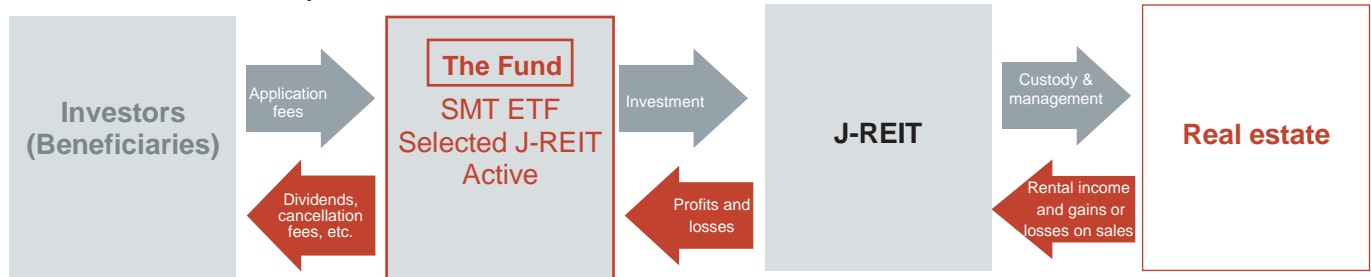 Investors
(Beneficiaries)
Application
fees
Dividends,
cancellation
fees, etc.
The Fund
SMT ETF
Selected J-REIT
Active
Investment
Profits and
losses
J-REIT
Custody &
management
Rental income
and gains or
losses on sales
Real estate